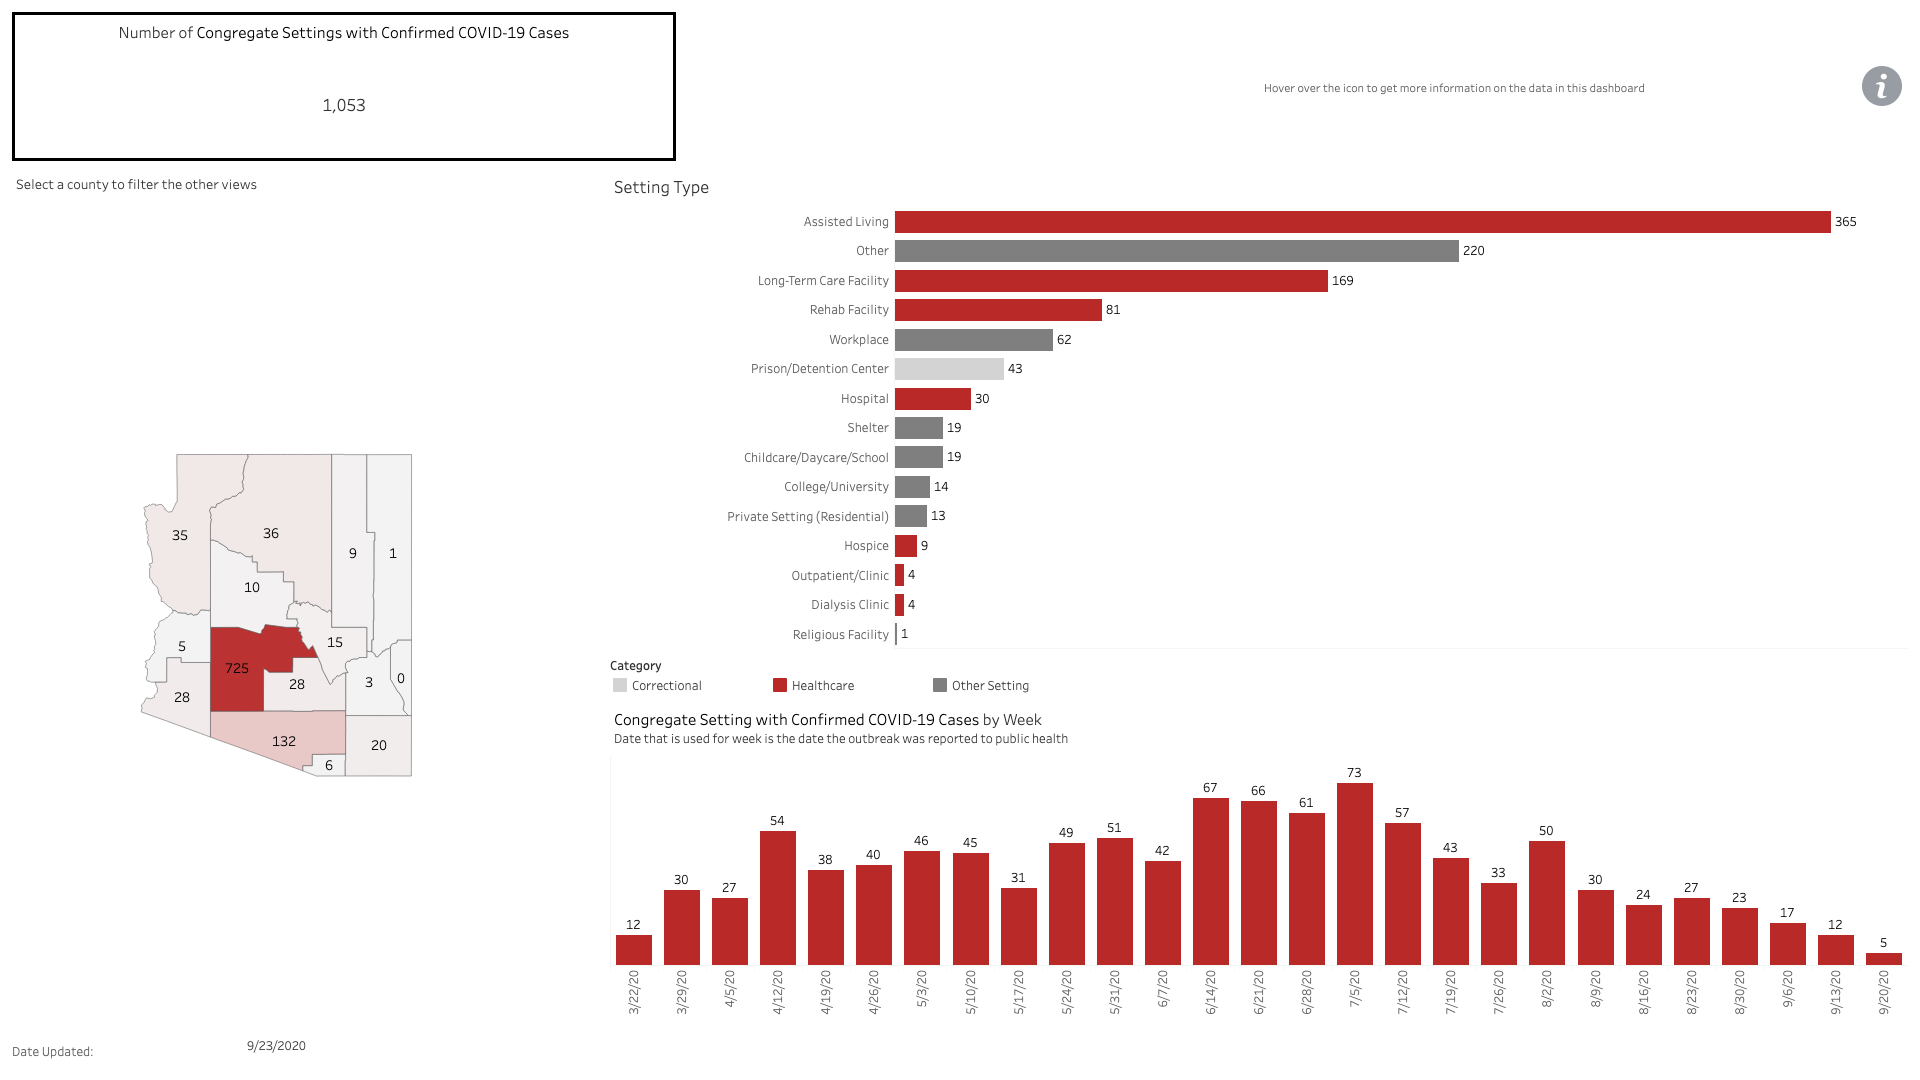 Number of Congregate Settings with Confirmed COVID-19 Cases
1,053
Hover over the icon to get more information on the data in this dashboard
i
Select a county to filter the other views
35
36
9
1
10
5
15
725
28
28
3
0
132
20
6
Setting Type
Assisted Living 365
Other 220
Long-Term Care Facility 169
Rehab Facility 81
Workplace 62
Prison/Detention Center 43
Hospital 30
Shelter 19
Childcare/Daycare/School 19
College/University 14
Private Setting (Residential) 13
Hospice 9
Outpatient/Clinic 4
Dialysis Clinic 4
Religious Facility 1
Category
Correctional Healthcare Other Setting
Congregate Setting with Confirmed COVID-19 Cases by Week
Date that is used for week is the date the outbreak was reported to public health
12 30 27 54 38 40 46 45 31 49 51 42 67 66 61 73 57 43 33 50 30 24 27 23 17 12 5
3/22/20 3/29/20 4/5/20 4/12/20 4/19/20 4/26/20 5/3/20 5/10/20 5/17/20 5/24/20 5/31/20 6/7/20 6/14/20 6/21/20 6/28/20 7/5/20 7/12/20 7/19/20 7/26/20 8/2/20 8/9/20 8/16/20 8/23/20 8/30/20 9/6/20 9/13/20 9/20/20
Date Updated: 9/23/2020